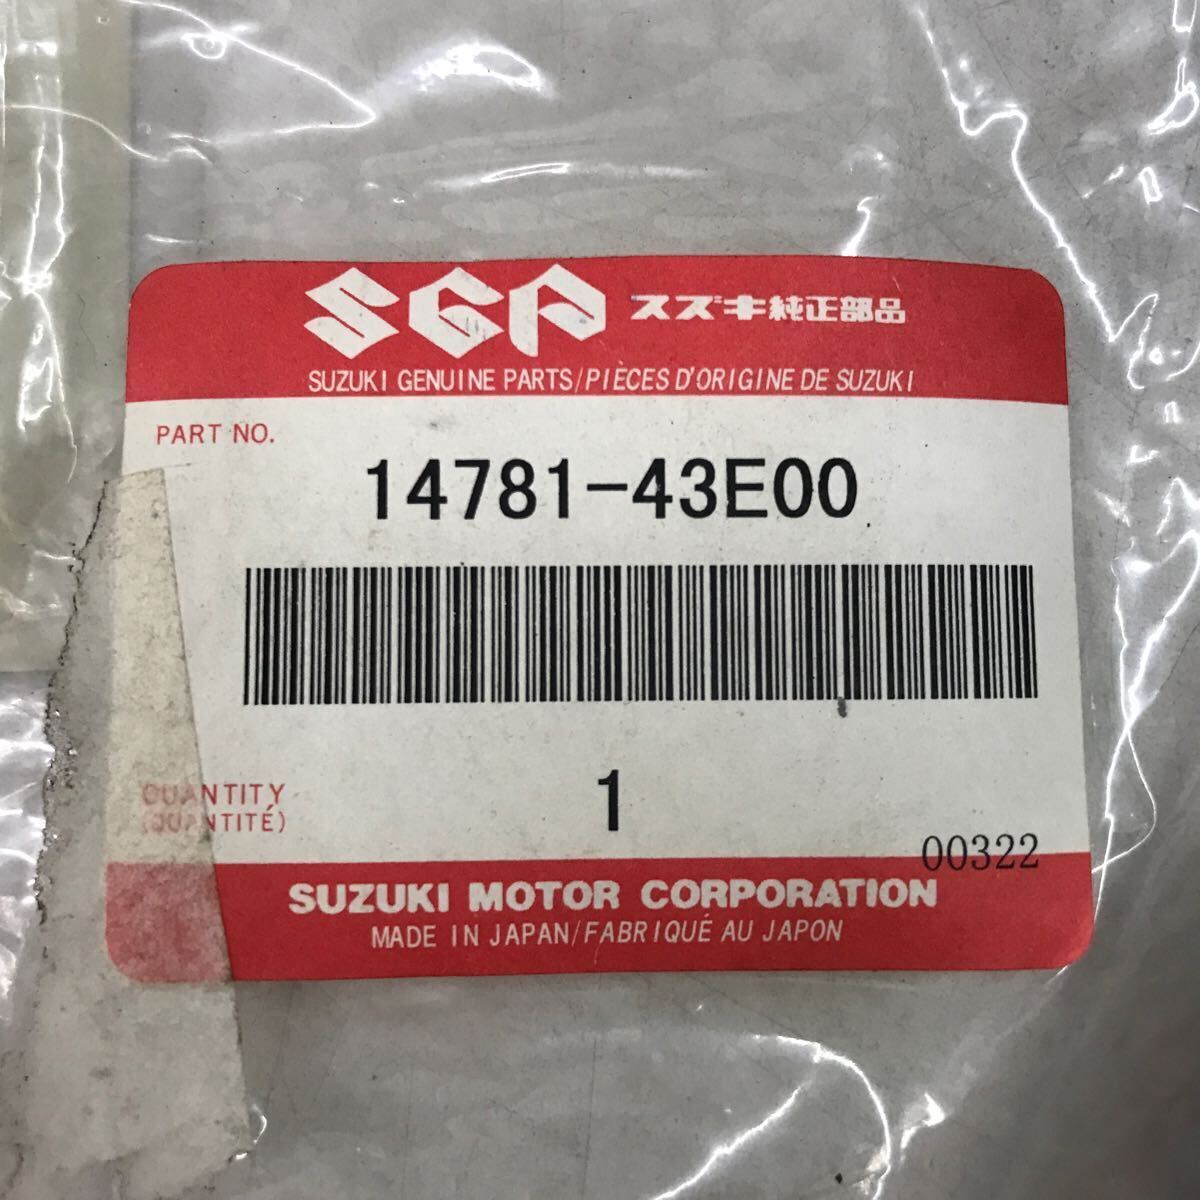 SGP スズキ純正部品
SUZUKI GENUINE PARTS/PIÈCES D'ORIGINE DE SUZUKI
PART NO.
14781-43E00
QUANTITY 1
(QUANTITÉ)
00322
SUZUKI MOTOR CORPORATION
MADE IN JAPAN/FABRIQUÉ AU JAPON